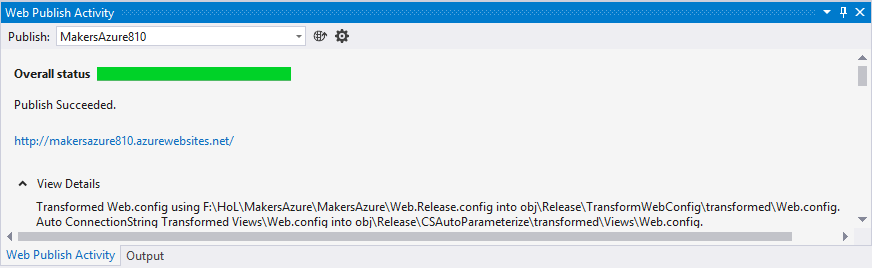 Web Publish Activity
Publish: MakersAzure810
Overall status
Publish Succeeded.
http://makersazure810.azurewebsites.net/
View Details
Transformed Web.config using F:\HoL\MakersAzure\MakersAzure\Web.Release.config into obj\Release\TransformWebConfig\transformed\Web.config.
Auto ConnectionString Transformed Views\Web.config into obj\Release\CSAutoParameterize\transformed\Views\Web.config.
Web Publish Activity Output